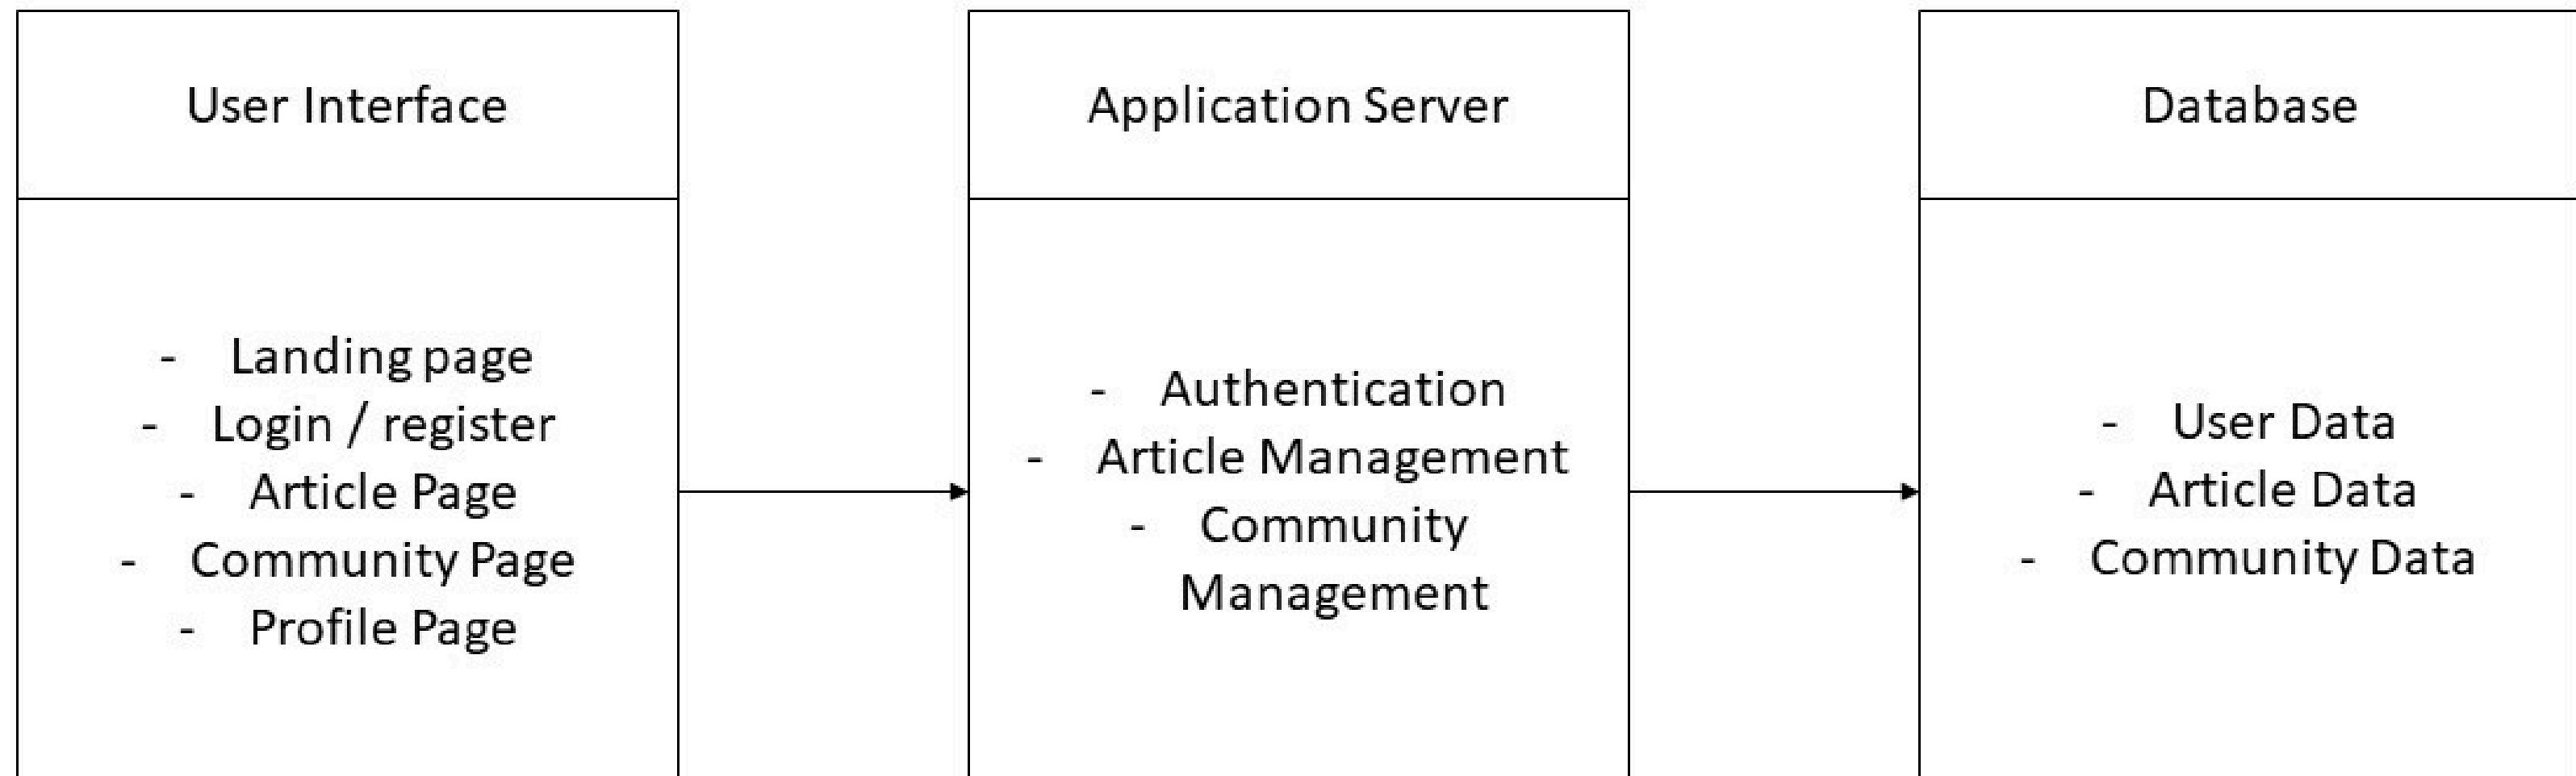 User Interface
- Landing page
- Login / register
- Article Page
- Community Page
- Profile Page
Application Server
- Authentication
- Article Management
- Community
Management
Database
- User Data
- Article Data
- Community Data